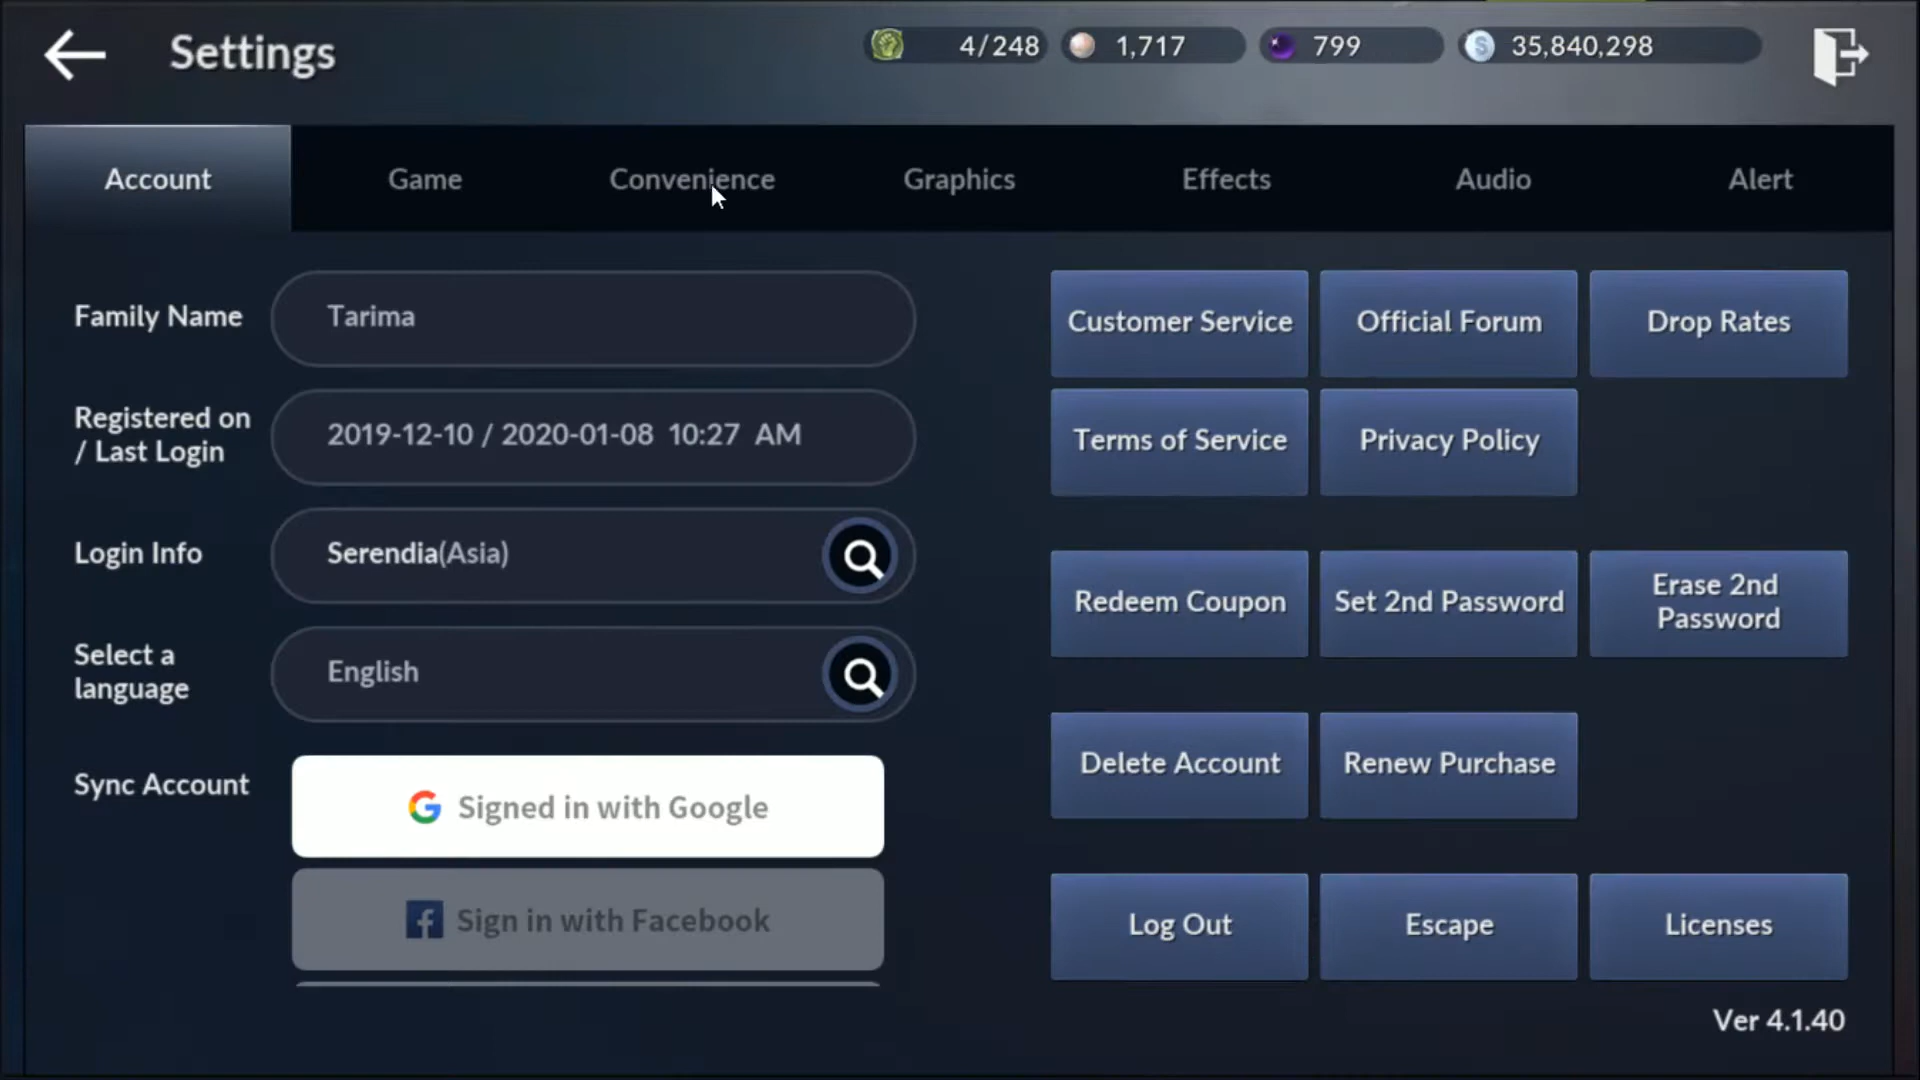 Settings
4/248
1,717
799
35,840,298
Account
Game
Convenience
Graphics
Effects
Audio
Alert
Family Name
Tarima
Registered on
/ Last Login
2019-12-10 / 2020-01-08 10:27 AM
Login Info
Serendia(Asia)
Select a
language
English
Sync Account
Signed in with Google
Sign in with Facebook
Customer Service
Official Forum
Drop Rates
Terms of Service
Privacy Policy
Redeem Coupon
Set 2nd Password
Erase 2nd
Password
Delete Account
Renew Purchase
Log Out
Escape
Licenses
Ver 4.1.40